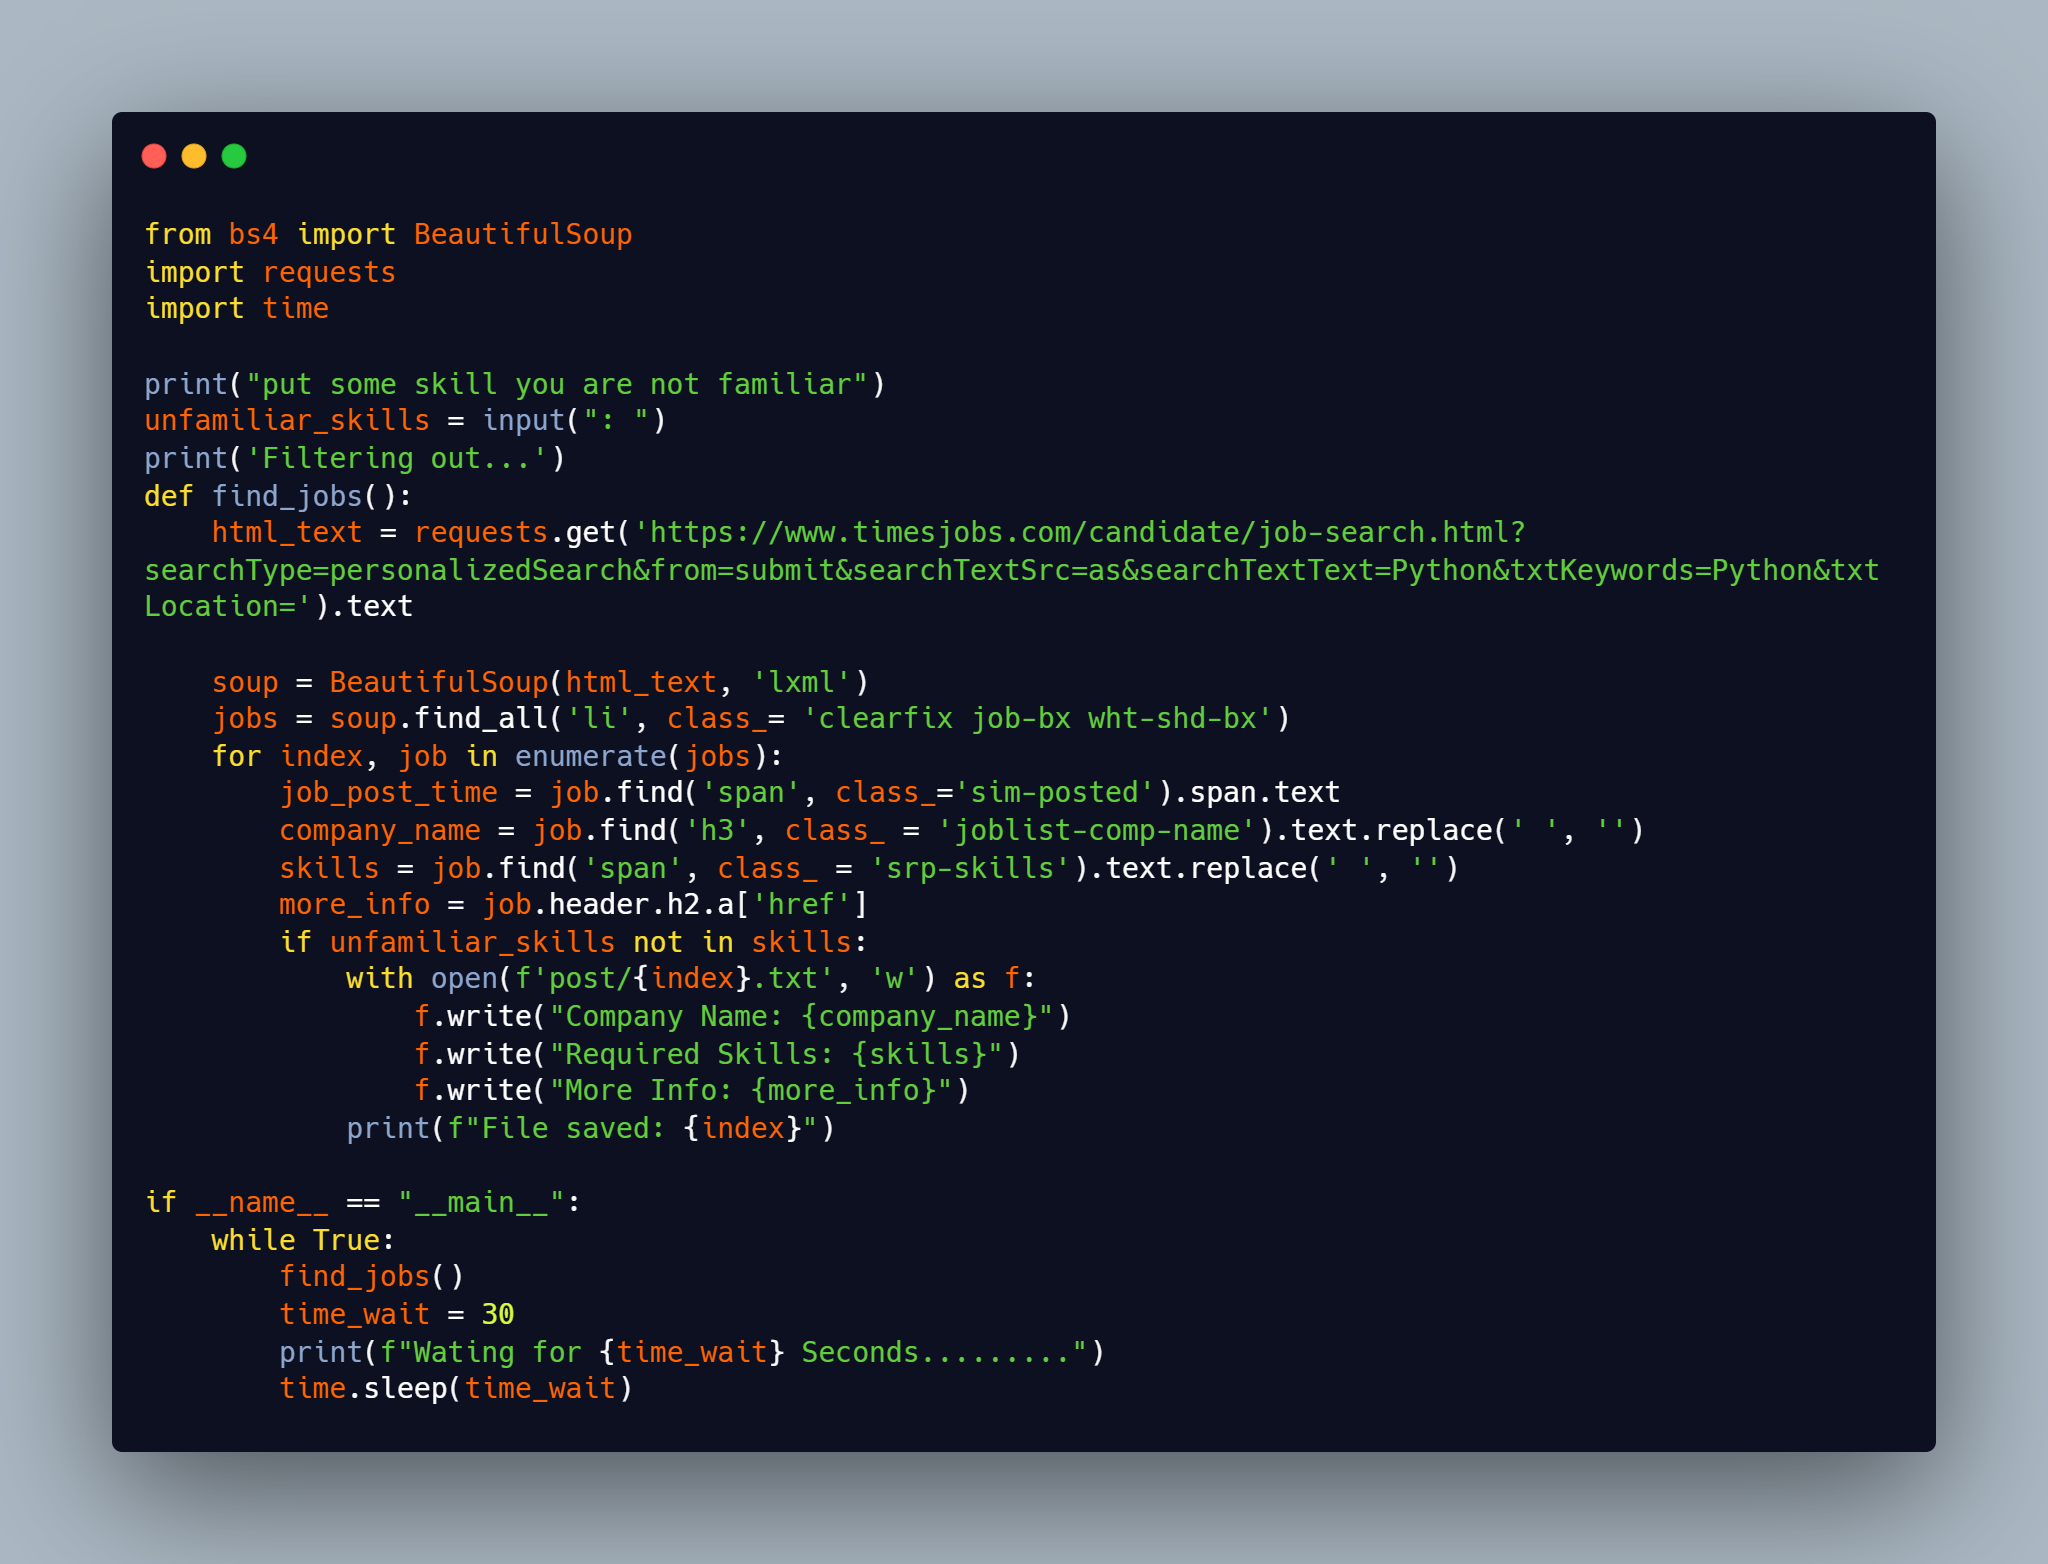 from bs4 import BeautifulSoup
import requests
import time

print("put some skill you are not familiar")
unfamiliar_skills = input(": ")
print('Filtering out...')
def find_jobs():
    html_text = requests.get('https://www.timesjobs.com/candidate/job-search.html?
searchType=personalizedSearch&from=submit&searchTextSrc=as&searchTextText=Python&txtKeywords=Python&txt
Location=').text

    soup = BeautifulSoup(html_text, 'lxml')
    jobs = soup.find_all('li', class_= 'clearfix job-bx wht-shd-bx')
    for index, job in enumerate(jobs):
        job_post_time = job.find('span', class_='sim-posted').span.text
        company_name = job.find('h3', class_ = 'joblist-comp-name').text.replace(' ', '')
        skills = job.find('span', class_ = 'srp-skills').text.replace(' ', '')
        more_info = job.header.h2.a['href']
        if unfamiliar_skills not in skills:
            with open(f'post/{index}.txt', 'w') as f:
                f.write("Company Name: {company_name}")
                f.write("Required Skills: {skills}")
                f.write("More Info: {more_info}")
            print(f"File saved: {index}")

if __name__ == "__main__":
    while True:
        find_jobs()
        time_wait = 30
        print(f"Wating for {time_wait} Seconds.........")
        time.sleep(time_wait)